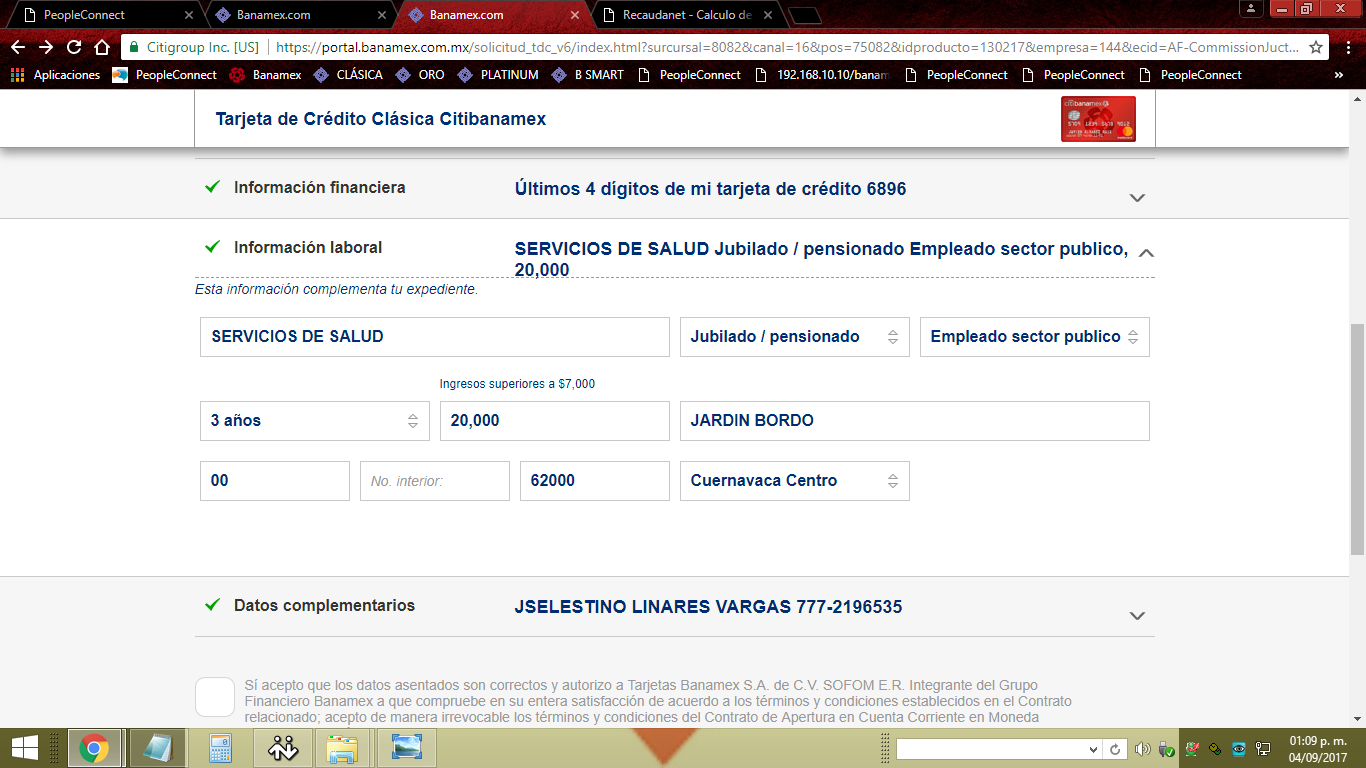 PeopleConnect
Banamex.com
Banamex.com
Recaudanet - Calculo de
Citigroup Inc. [US]
https://portal.banamex.com.mx/solicitud_tdc_v6/index.html?sursursal=8082&canal=16&pos=75082&idproducto=130217&empresa=144&ecid=AF-CommissionJuct...
Aplicaciones PeopleConnect Banamex CLÁSICA ORO PLATINUM B SMART PeopleConnect 192.168.10.10/banam PeopleConnect PeopleConnect PeopleConnect »
Tarjeta de Crédito Clásica Citibanamex
citibanamex
Información financiera
Últimos 4 dígitos de mi tarjeta de crédito 6896
Información laboral
SERVICIOS DE SALUD Jubilado / pensionado Empleado sector publico,
20,000
Esta información complementa tu expediente.
SERVICIOS DE SALUD
Jubilado / pensionado
Empleado sector publico
Ingresos superiores a $7,000
3 años
20,000
JARDIN BORDO
00
No. interior:
62000
Cuernavaca Centro
Datos complementarios
JSELESTINO LINARES VARGAS 777-2196535
Sí acepto que los datos asentados son correctos y autorizo a Tarjetas Banamex S.A. de C.V. SOFOM E.R. Integrante del Grupo
Financiero Banamex a que compruebe en su entera satisfacción de acuerdo a los términos y condiciones establecidos en el Contrato
relacionado; acepto de manera irrevocable los términos y condiciones del Contrato de Apertura en Cuenta Corriente en Moneda
01:09 p. m.
04/09/2017